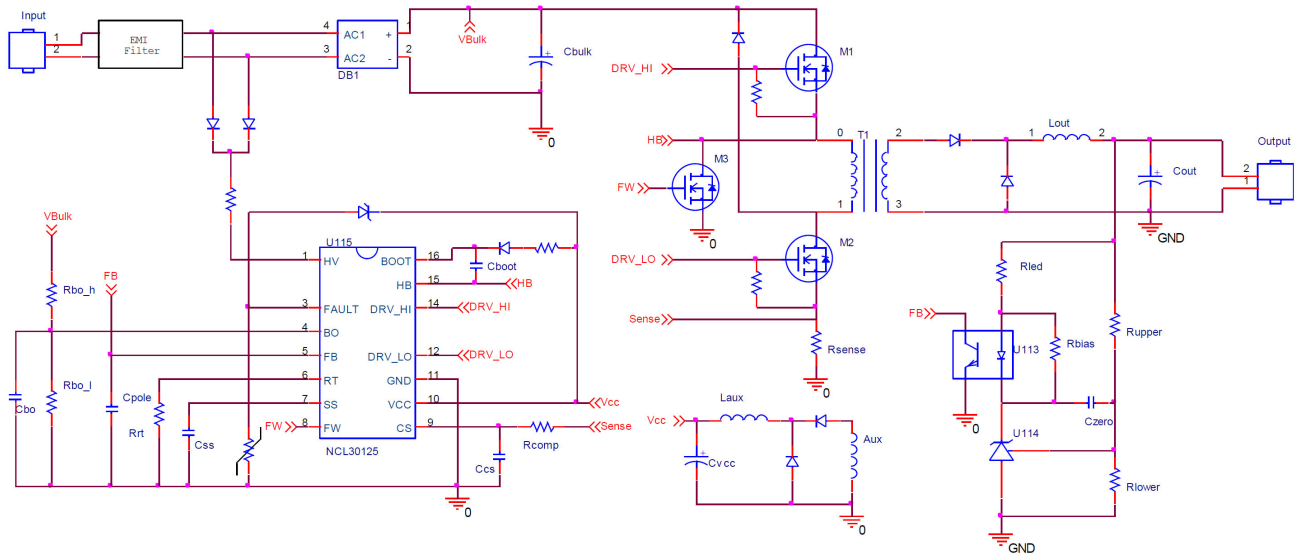 Input
1
2
EMI
Filter
4 AC1 + 1
3 AC2 - 2
DB1
VBulk
Cbulk
0
DRV_HI
M1
HB
0 T1 2
1 3
M3
FW
0
1 Lout 2
Cout
GND
Output
2
1
DRV_LO
M2
Sense
Rsense
0
VBulk
FB
Rbo_h
Rbo_l
Cbo
Cpole
Rrt
Css
U115
1 HV BOOT 16
HB 15
3 FAULT DRV_HI 14
4 BO
5 FB DRV_LO 12
6 RT GND 11
7 SS VCC 10
8 FW CS 9
NCL30125
FW
Cboot
HB
DRV_HI
DRV_LO
Vcc
Rcomp
Sense
Ccs
0
Vcc
Laux
Cvcc
Aux
0
Rled
FB
U113
0
Rbias
Rupper
Czero
U114
Rlower
GND